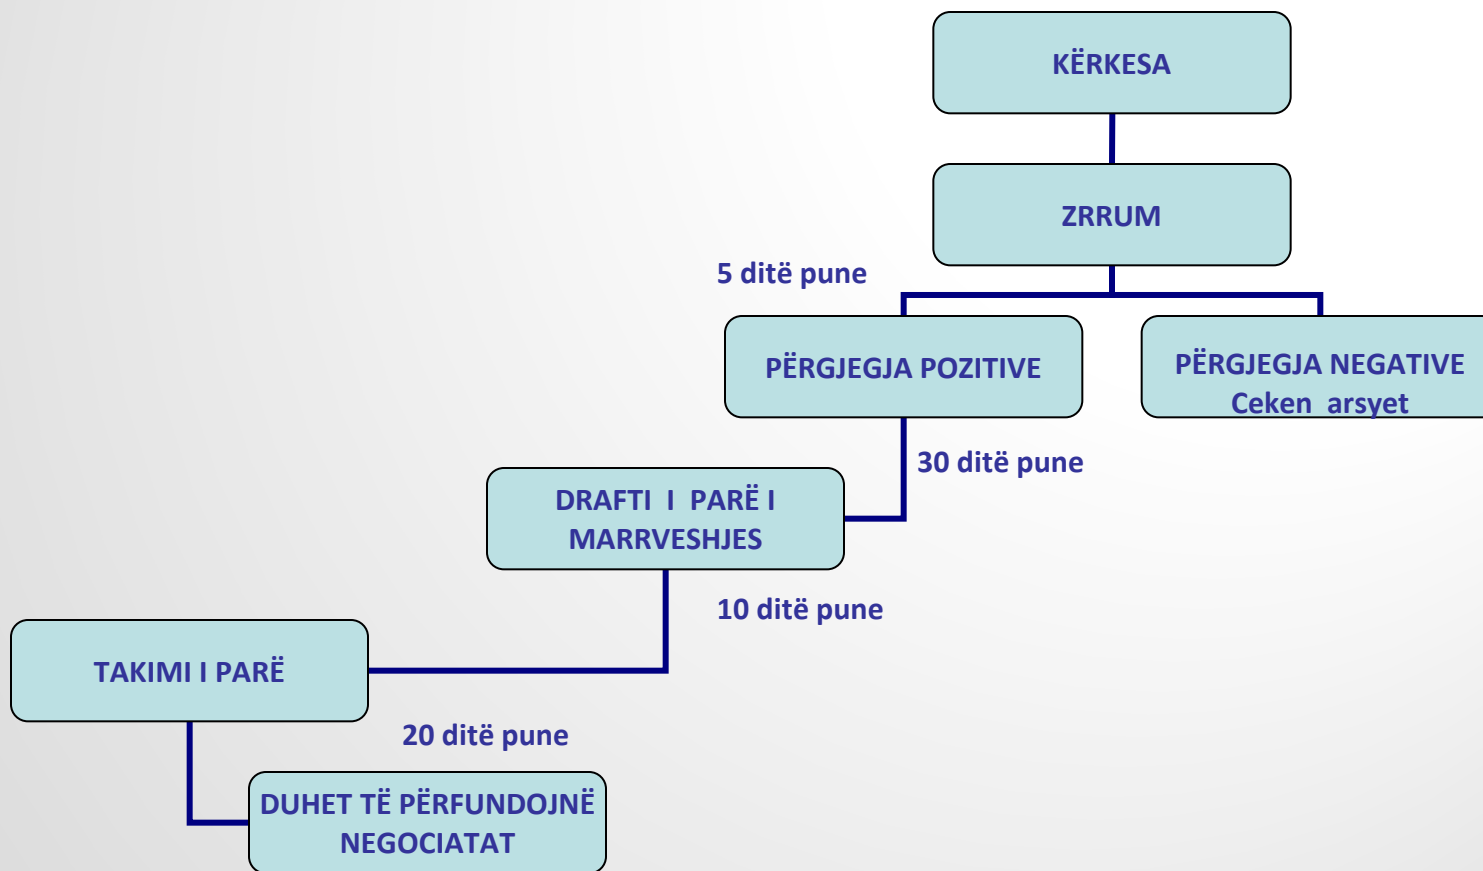 KËRKESA
ZRRUM
5 ditë pune
PËRGJEGJA POZITIVE
PËRGJEGJA NEGATIVE
Ceken arsyet
30 ditë pune
DRAFTI I PARË I
MARRVESHJES
10 ditë pune
TAKIMI I PARË
20 ditë pune
DUHET TË PËRFUNDOJNË
NEGOCIATAT